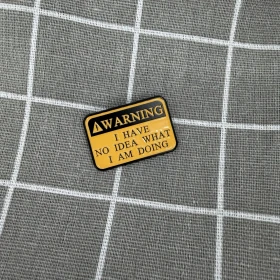 WARNING
I HAVE
NO IDEA WHAT
I AM DOING